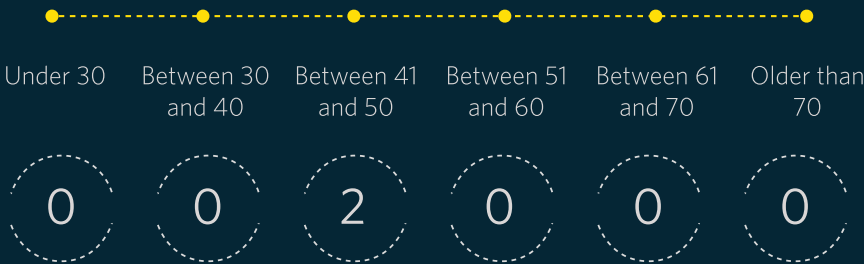 Under 30 Between 30 Between 41 Between 51 Between 61 Older than
and 40 and 50 and 60 and 70 70
0 0 2 0 0 0